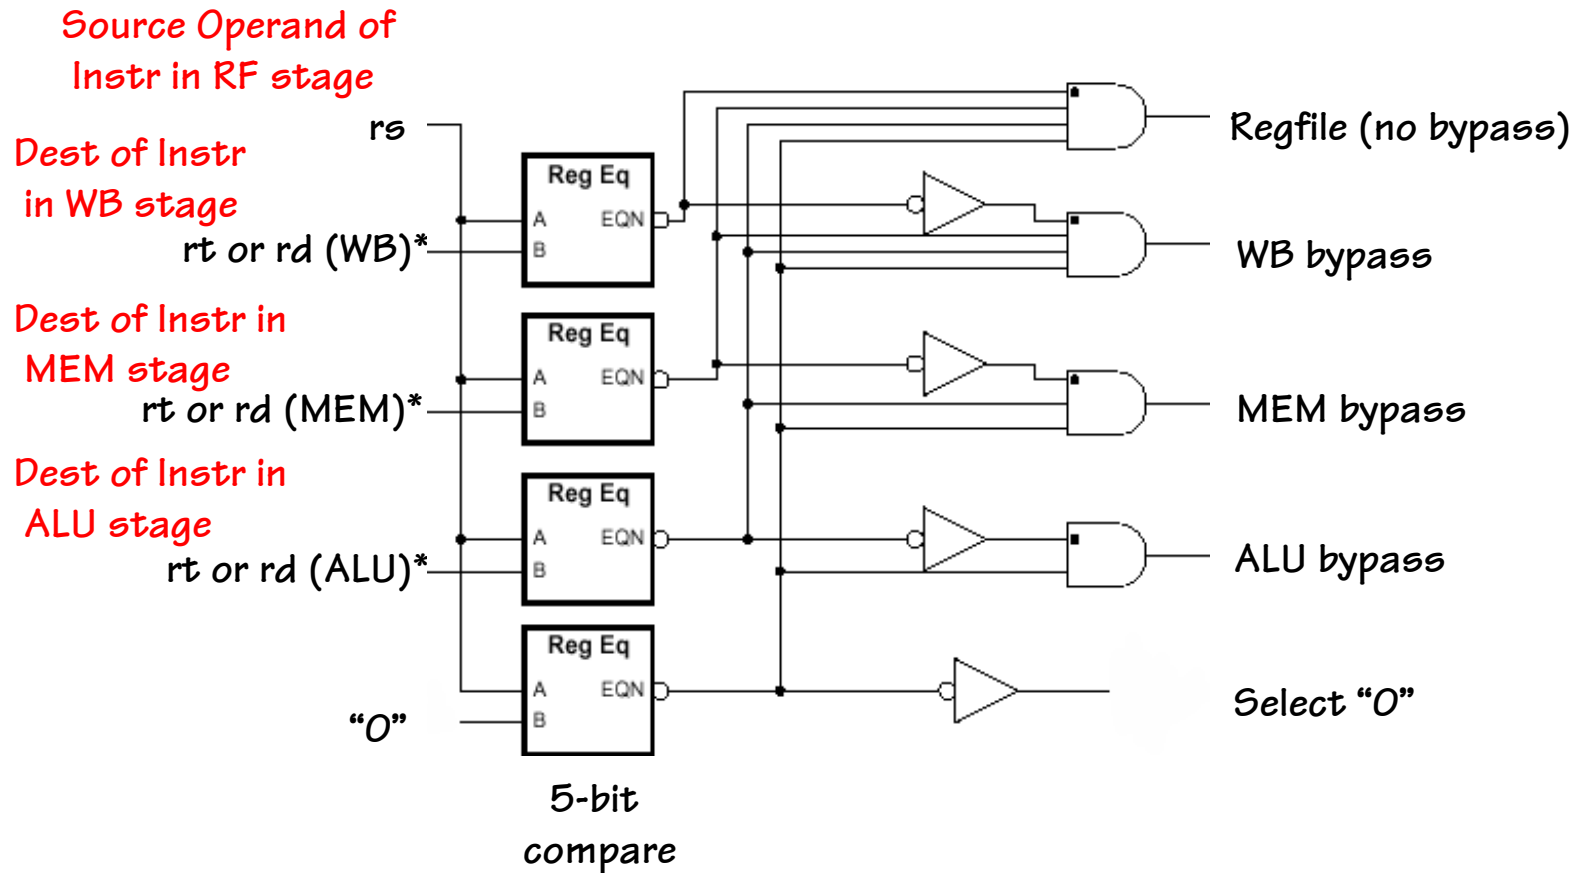 Source Operand of
Instr in RF stage
rs
Dest of Instr
in WB stage
rt or rd (WB)*
Dest of Instr in
MEM stage
rt or rd (MEM)*
Dest of Instr in
ALU stage
rt or rd (ALU)*
“0”
Reg Eq
A
EQN
B
Reg Eq
A
EQN
B
Reg Eq
A
EQN
B
Reg Eq
A
EQN
B
5-bit
compare
Regfile (no bypass)
WB bypass
MEM bypass
ALU bypass
Select “0”